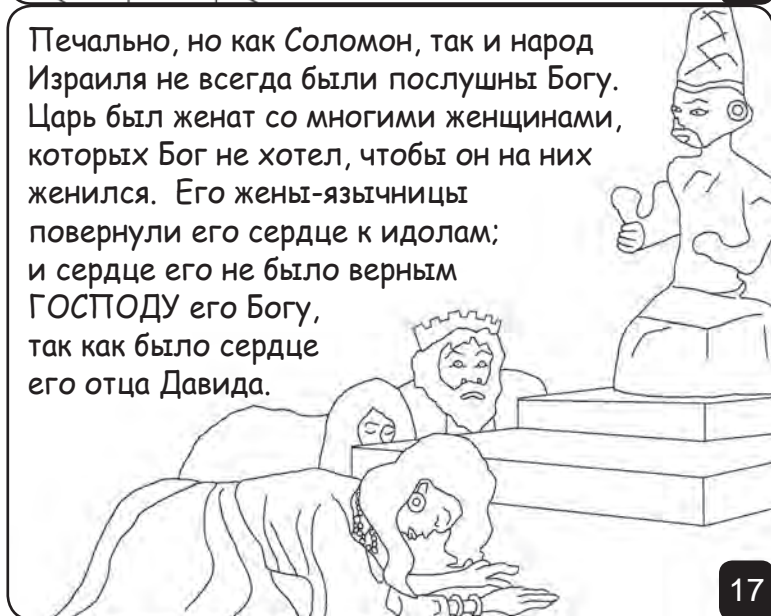 Печально, но как Соломон, так и народ
Израиля не всегда были послушны Богу.
Царь был женат со многими женщинами,
которых Бог не хотел, чтобы он на них
женился. Его жены-язычницы
повернули его сердце к идолам;
и сердце его не было верным
ГОСПОДУ его Богу,
так как было сердце
его отца Давида.
17